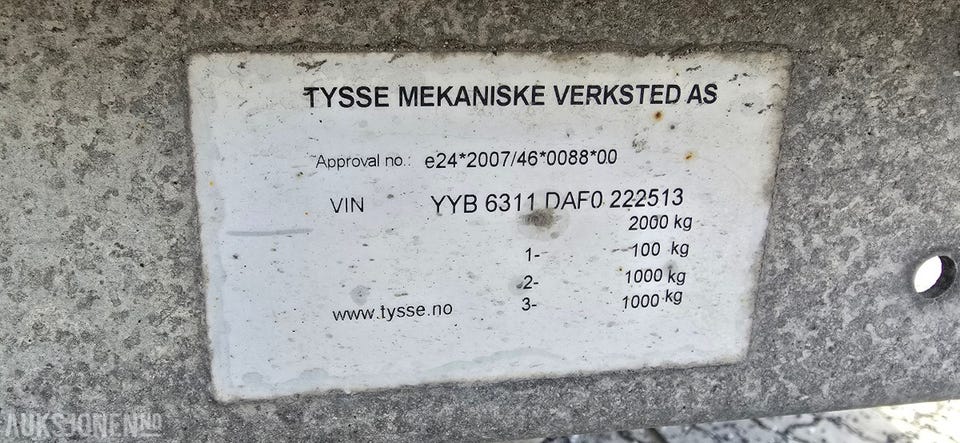 TYSSE MEKANISKE VERKSTED AS
Approval no.: e24*2007/46*0088*00
VIN YYB 6311 DAF0 222513
2000 kg
1- 100 kg
2- 1000 kg
3- 1000 kg
www.tysse.no
AUKSJONEN.NO